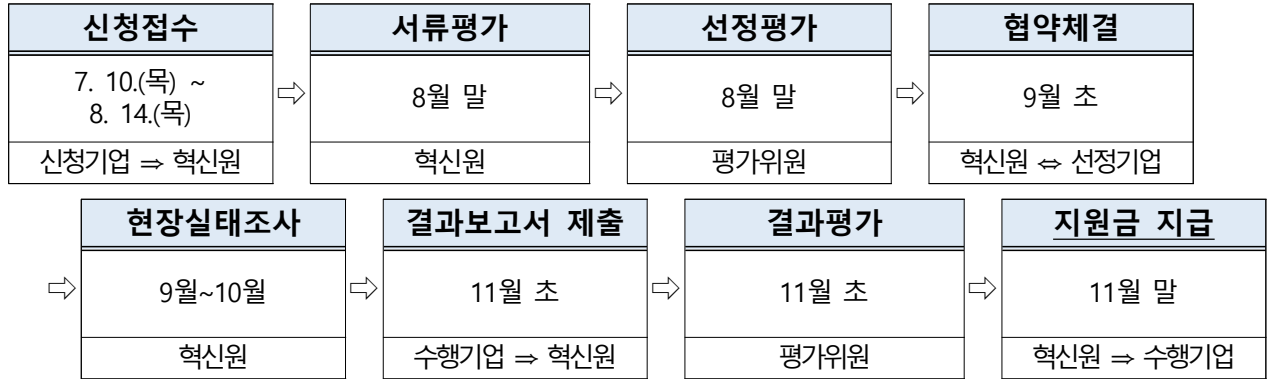 신청접수
7. 10.(목) ~
8. 14.(목)
신청기업 ⇒ 혁신원
⇨
서류평가
8월 말
혁신원
⇨
선정평가
8월 말
평가위원
⇨
협약체결
9월 초
혁신원 ⇔ 선정기업
⇨
현장실태조사
9월~10월
혁신원
⇨
결과보고서 제출
11월 초
수행기업 ⇒ 혁신원
⇨
결과평가
11월 초
평가위원
⇨
지원금 지급
11월 말
혁신원 ⇒ 수행기업